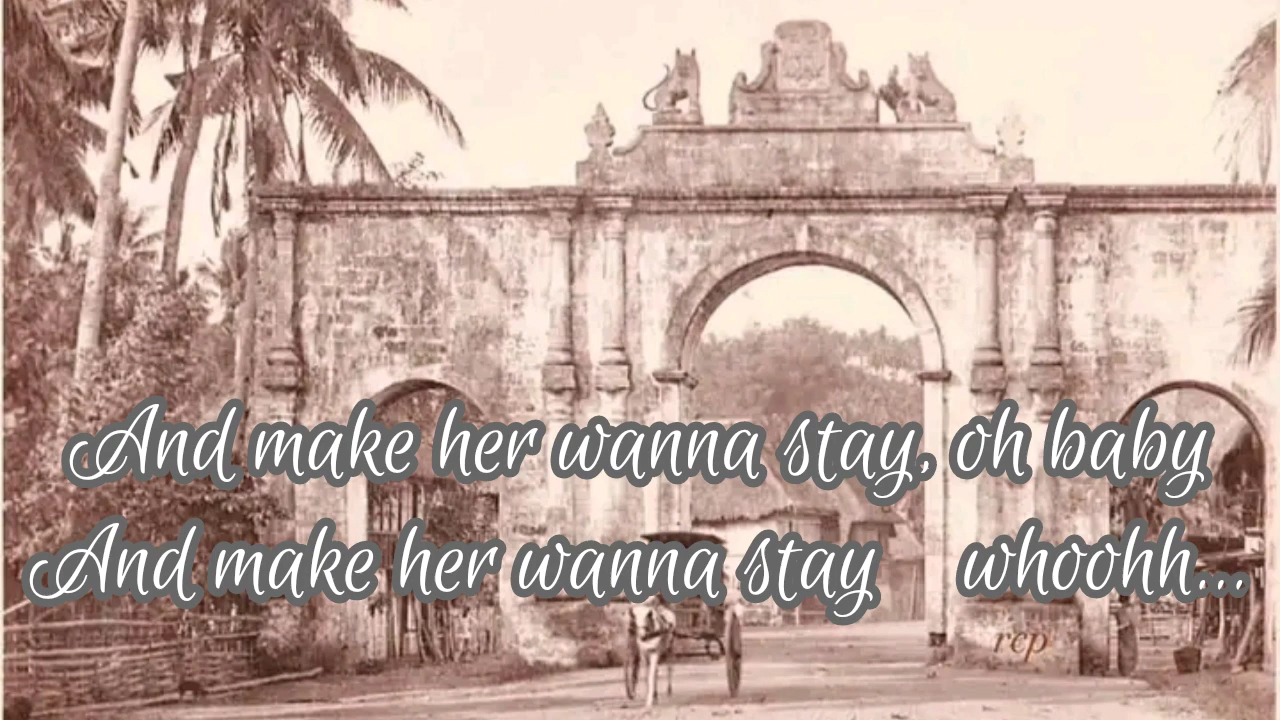 And make her wanna stay, oh baby
And make her wanna stay whoohh...
rcp